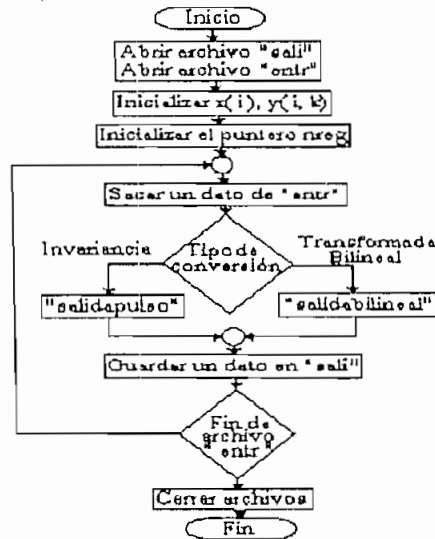 Inicio
Abrir archivo "sali"
Abrir archivo "entr"
Inicializar x(i), y(i, k)
Inicializar el puntero nreg
Sacar un dato de "entr"
Invariancia
Tipo de
conversión
Transformada
Bilineal
"salidapulso"
"salidabilineal"
Guardar un dato en "sali"
Fin de
archivo
"entr"
Cerrar archivos
Fin